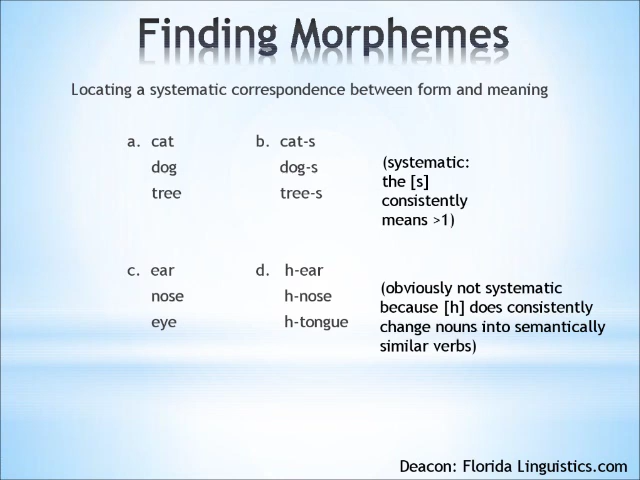 Finding Morphemes
Locating a systematic correspondence between form and meaning
a. cat
dog
tree
b. cat-s
dog-s
tree-s
(systematic:
the [s]
consistently
means >1)
c. ear
nose
eye
d. h-ear
h-nose
h-tongue
(obviously not systematic
because [h] does consistently
change nouns into semantically
similar verbs)
Deacon: Florida Linguistics.com